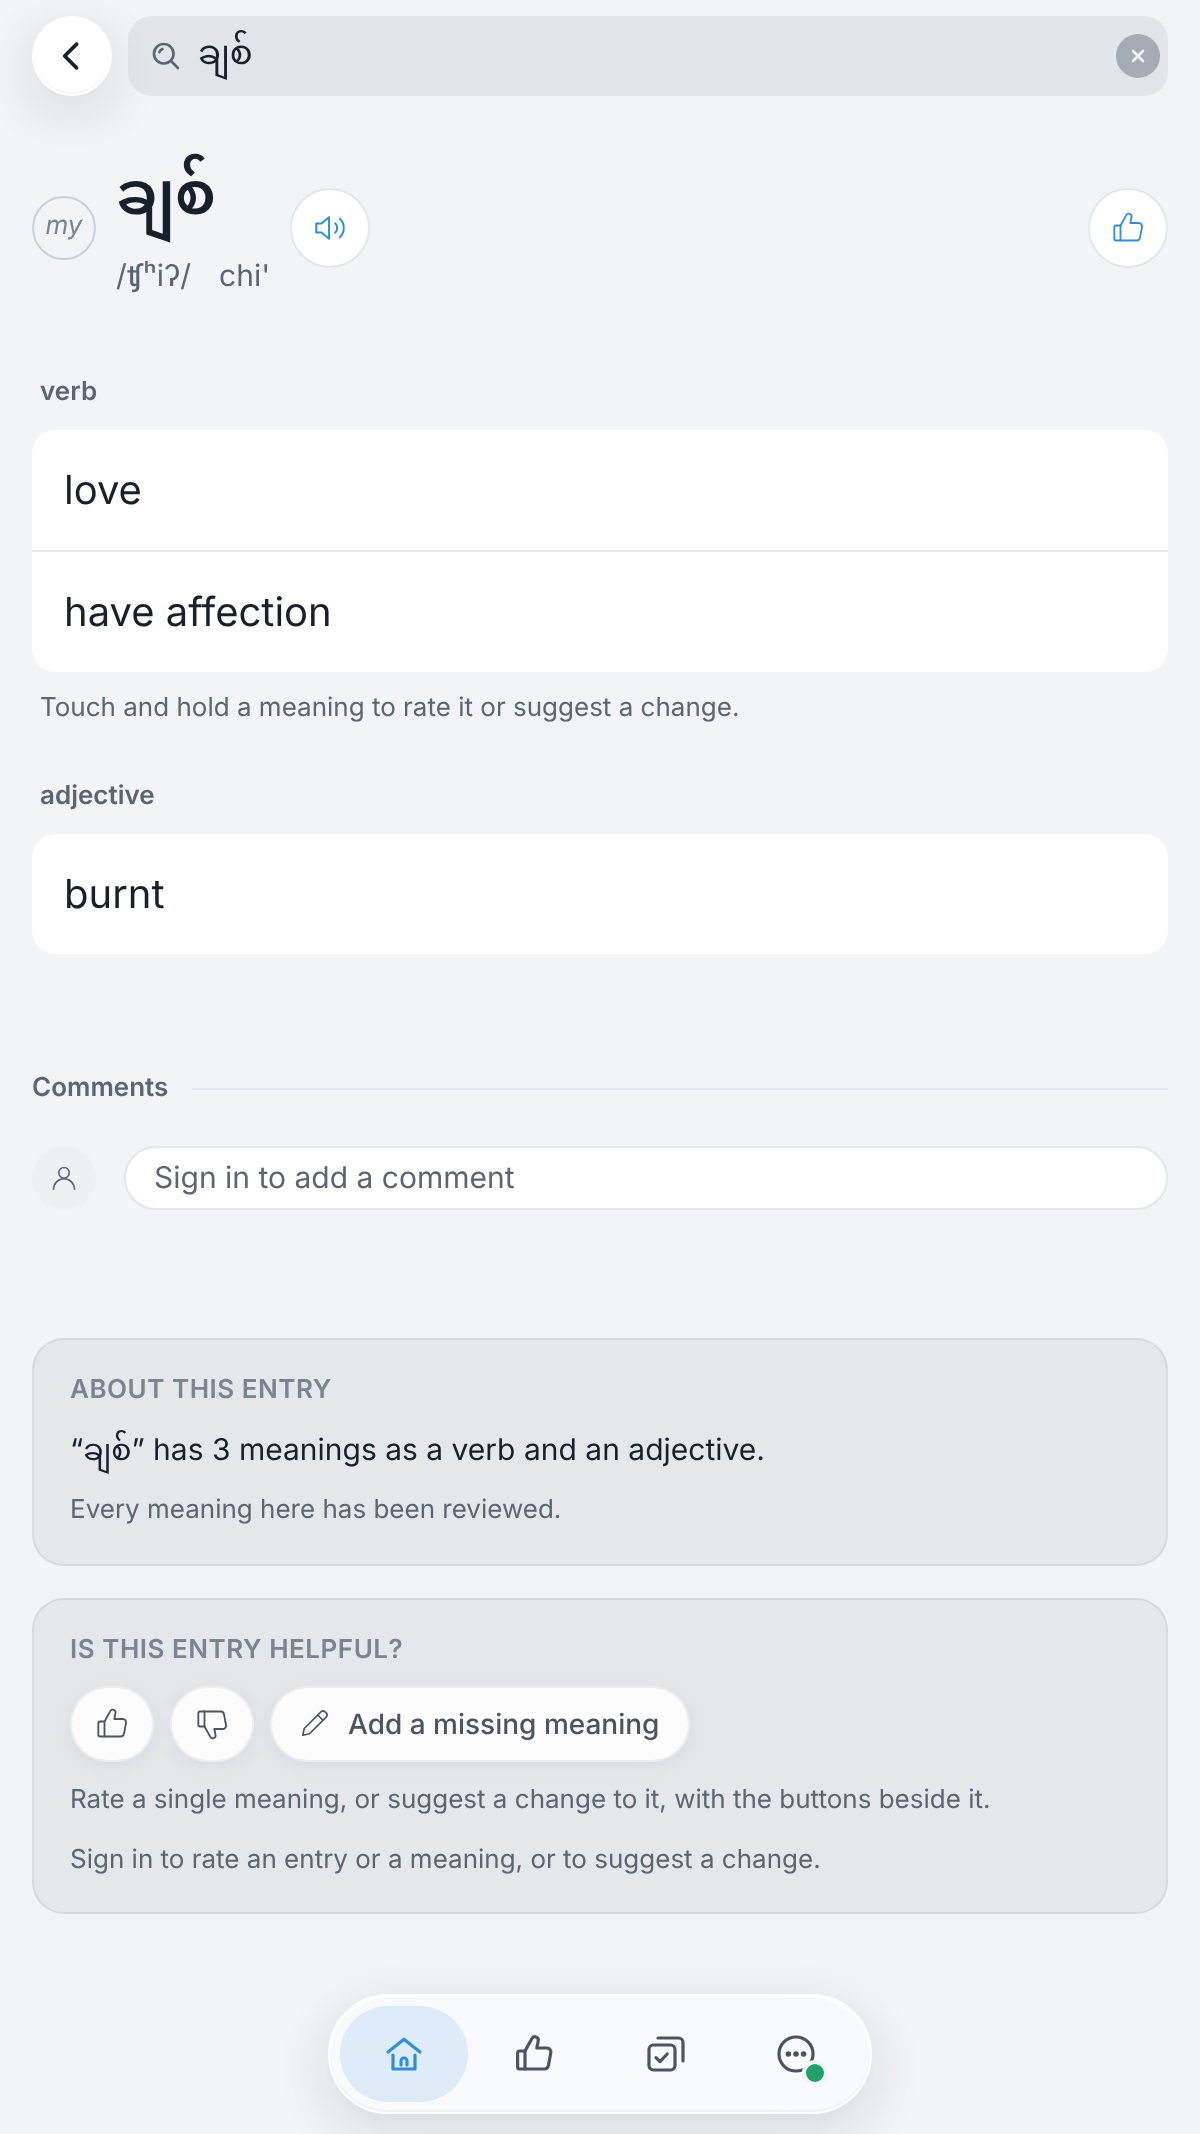 ချစ်
my
ချစ်
/ʧʰiʔ/ chi'
verb
love
have affection
Touch and hold a meaning to rate it or suggest a change.
adjective
burnt
Comments
Sign in to add a comment
ABOUT THIS ENTRY
“ချစ်” has 3 meanings as a verb and an adjective.
Every meaning here has been reviewed.
IS THIS ENTRY HELPFUL?
Add a missing meaning
Rate a single meaning, or suggest a change to it, with the buttons beside it.
Sign in to rate an entry or a meaning, or to suggest a change.